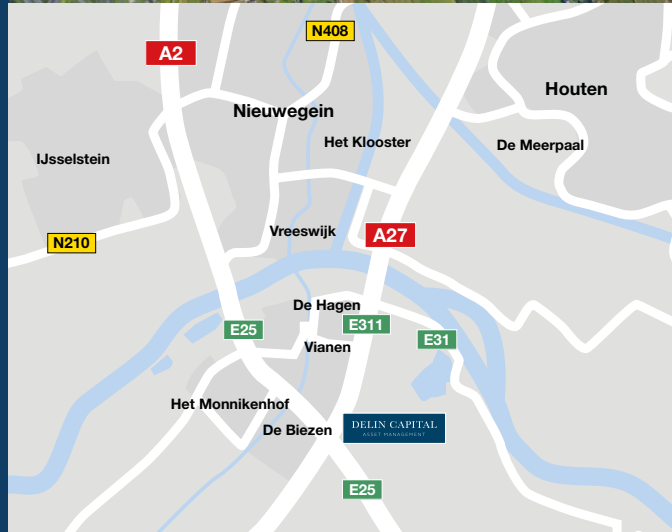 N408
A2
Houten
Nieuwegein
Het Klooster
De Meerpaal
IJsselstein
Vreeswijk
A27
N210
De Hagen
E25
E311
E31
Vianen
Het Monnikenhof
De Biezen
DELIN CAPITAL
ASSET MANAGEMENT
E25